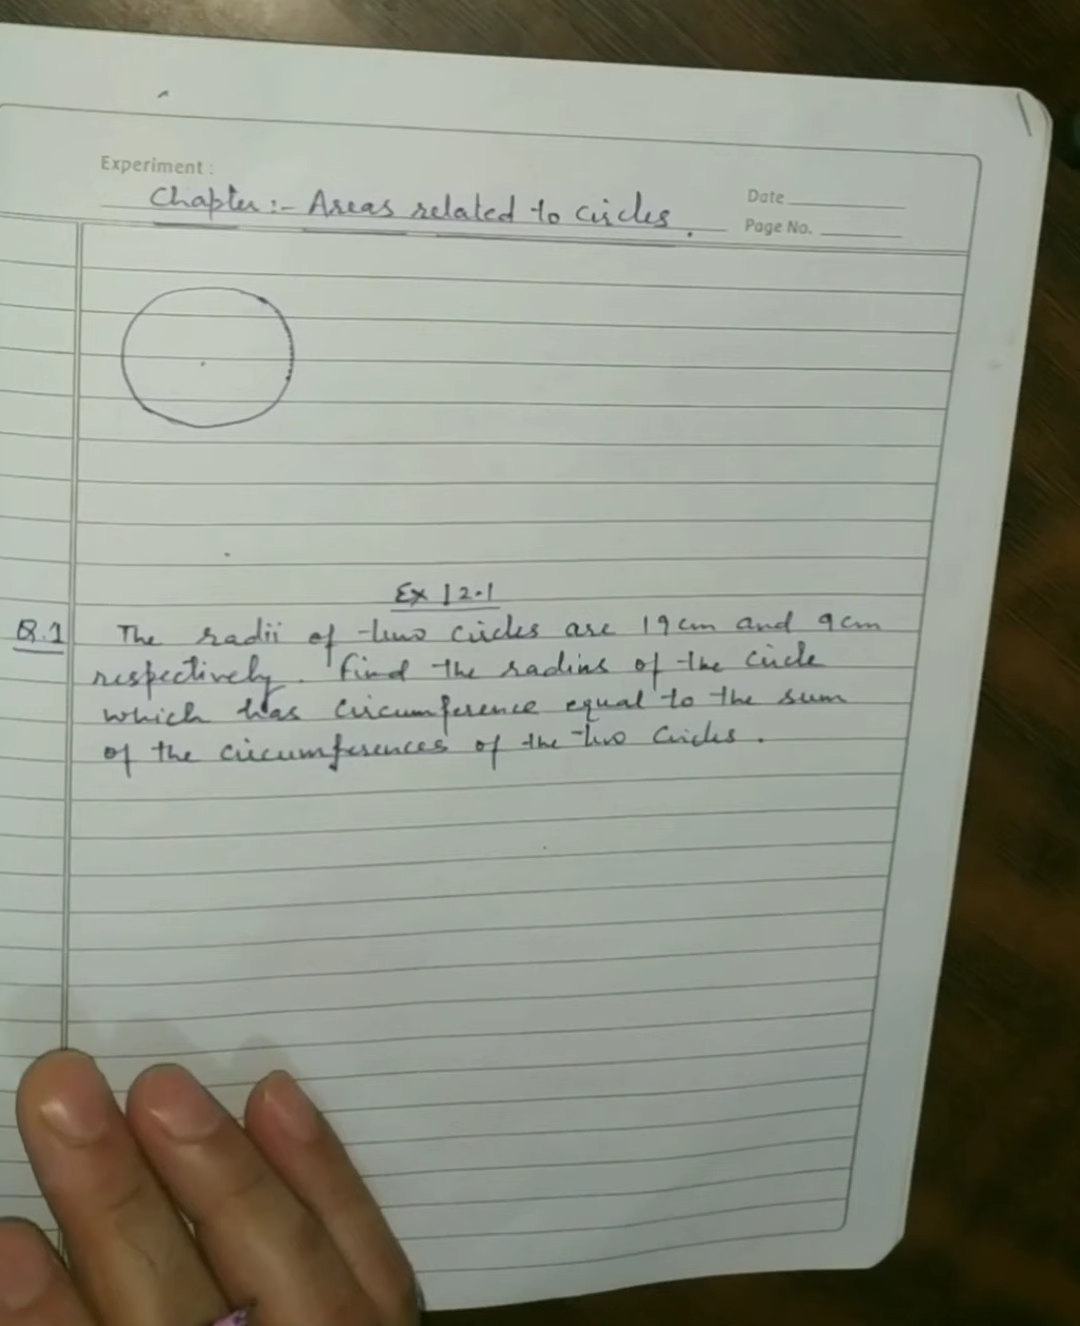 Experiment :
Chapter :- Areas related to circles.
Date
Page No.
Ex 12.1
Q.1 The radii of two circles are 19 cm and 9 cm
respectively. Find the radius of the circle
which has circumference equal to the sum
of the circumferences of the two circles.